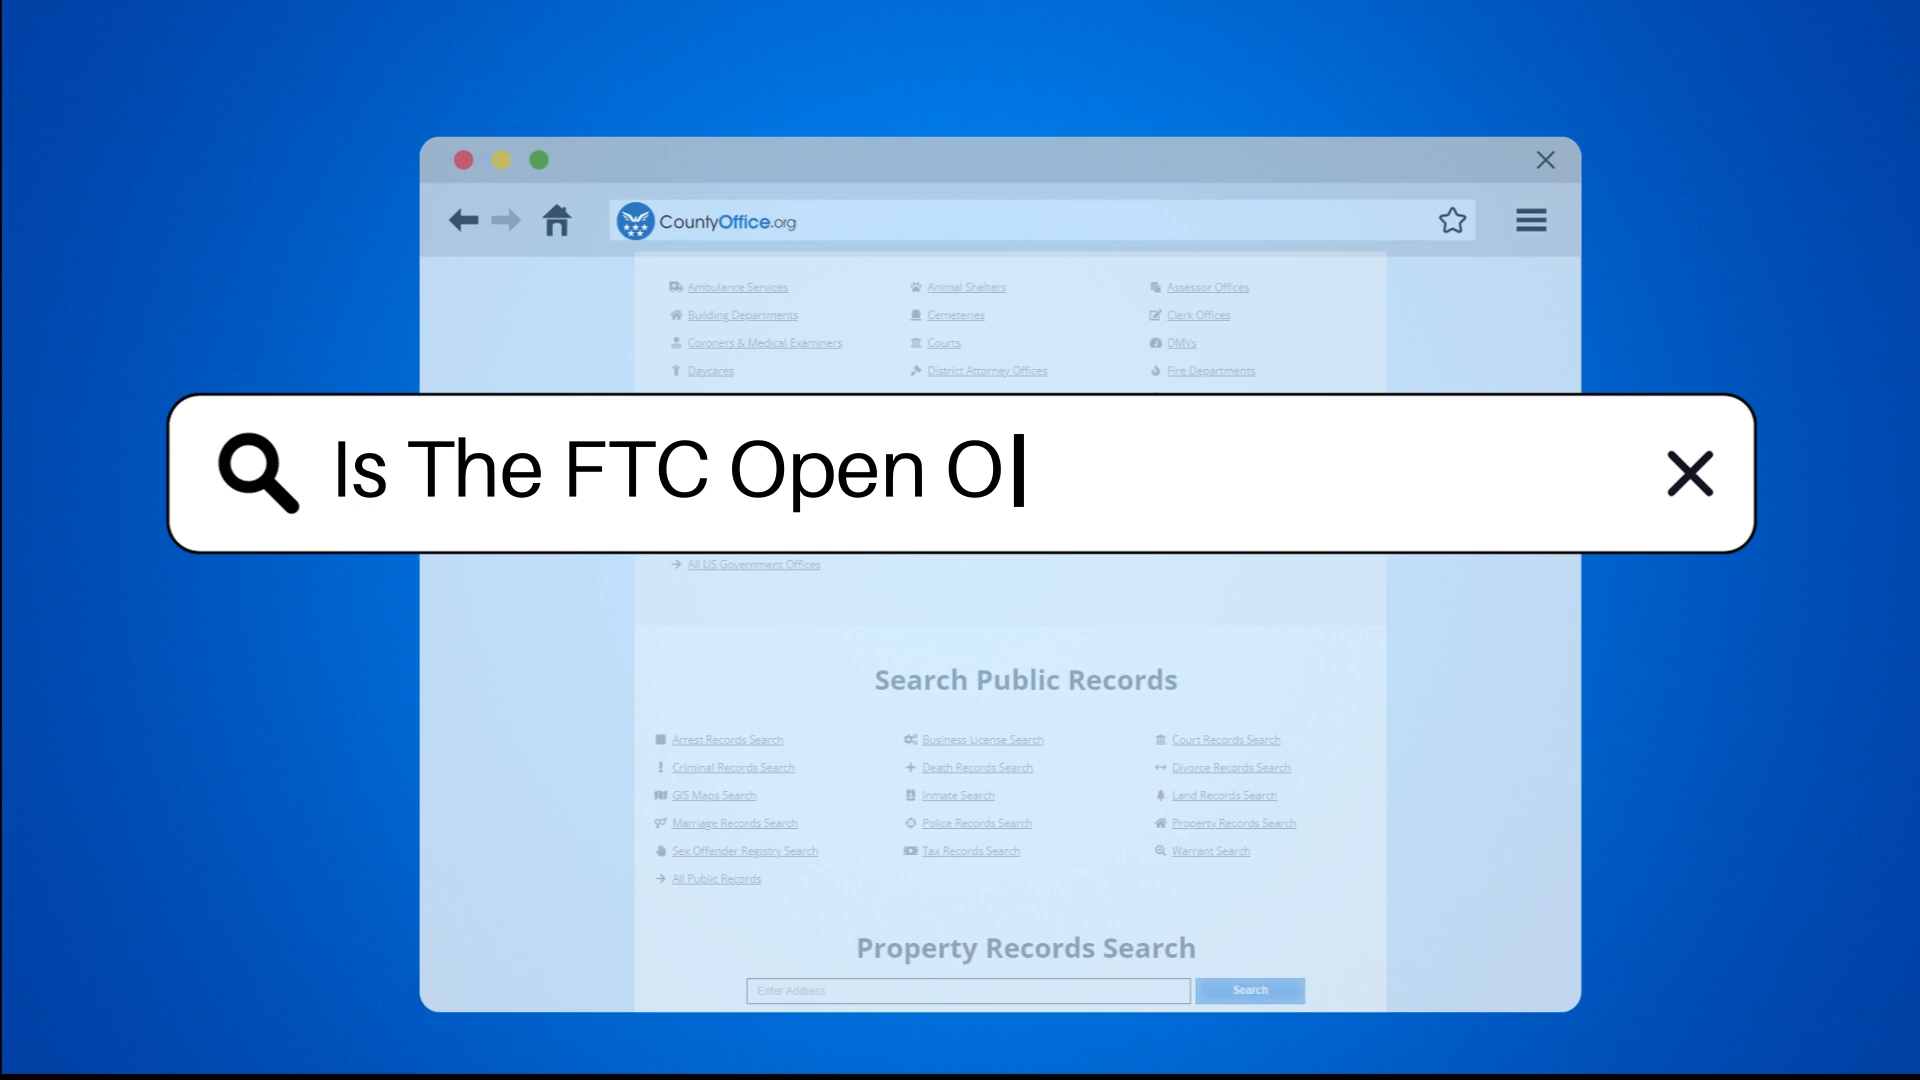 CountyOffice.org
Ambulance Services Animal Shelters Assessor Offices
Building Departments Cemeteries Clerk Offices
Coroners & Medical Examiners Courts DMVs
Daycares District Attorney Offices Fire Departments
Is The FTC Open O
All US Government Offices
Search Public Records
Arrest Records Search Business License Search Court Records Search
Criminal Records Search Death Records Search Divorce Records Search
GIS Maps Search Inmate Search Land Records Search
Marriage Records Search Police Records Search Property Records Search
Sex Offender Registry Search Tax Records Search Warrant Search
All Public Records
Property Records Search
Enter Address Search